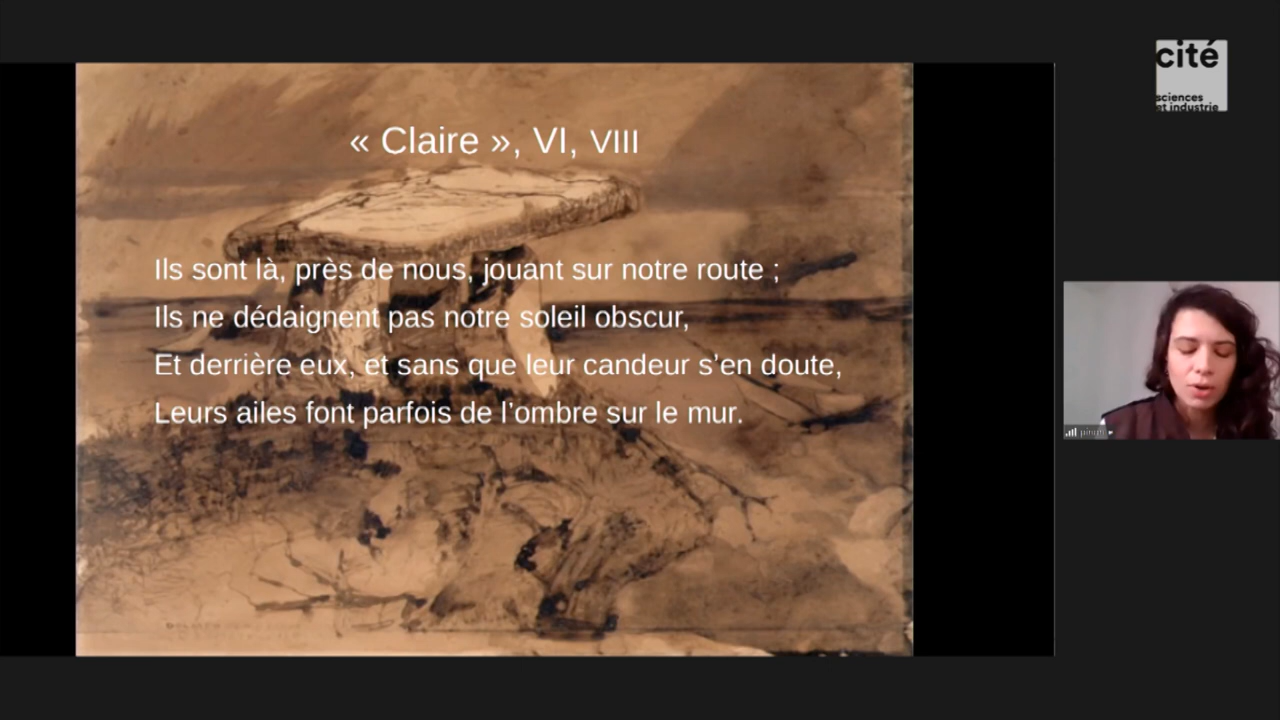 cité
sciences
et industrie
« Claire », VI, VIII
Ils sont là, près de nous, jouant sur notre route ;
Ils ne dédaignent pas notre soleil obscur,
Et derrière eux, et sans que leur candeur s’en doute,
Leurs ailes font parfois de l’ombre sur le mur.